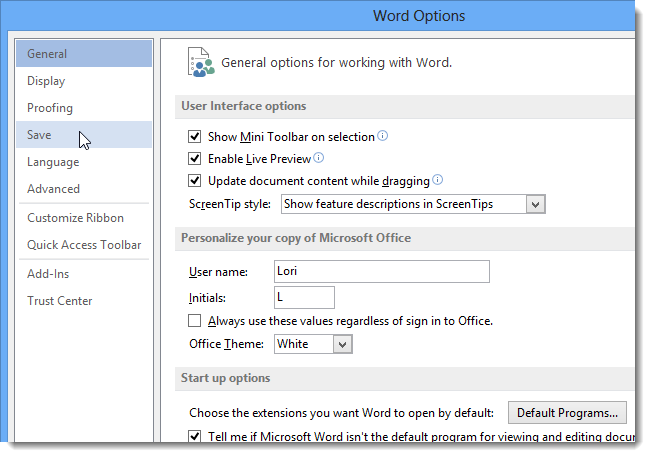 Word Options
General
Display
Proofing
Save
Language
Advanced
Customize Ribbon
Quick Access Toolbar
Add-Ins
Trust Center
General options for working with Word.
User Interface options
Show Mini Toolbar on selection
Enable Live Preview
Update document content while dragging
ScreenTip style: Show feature descriptions in ScreenTips
Personalize your copy of Microsoft Office
User name: Lori
Initials: L
Always use these values regardless of sign in to Office.
Office Theme: White
Start up options
Choose the extensions you want Word to open by default: Default Programs...
Tell me if Microsoft Word isn't the default program for viewing and editing